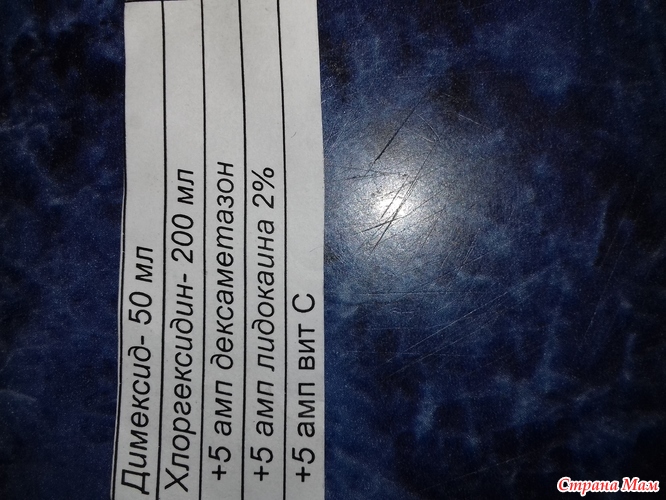 Димексид- 50 мл
Хлоргексидин- 200 мл
+5 амп дексаметазон
+5 амп лидокаина 2%
+5 амп вит С
Страна Мам